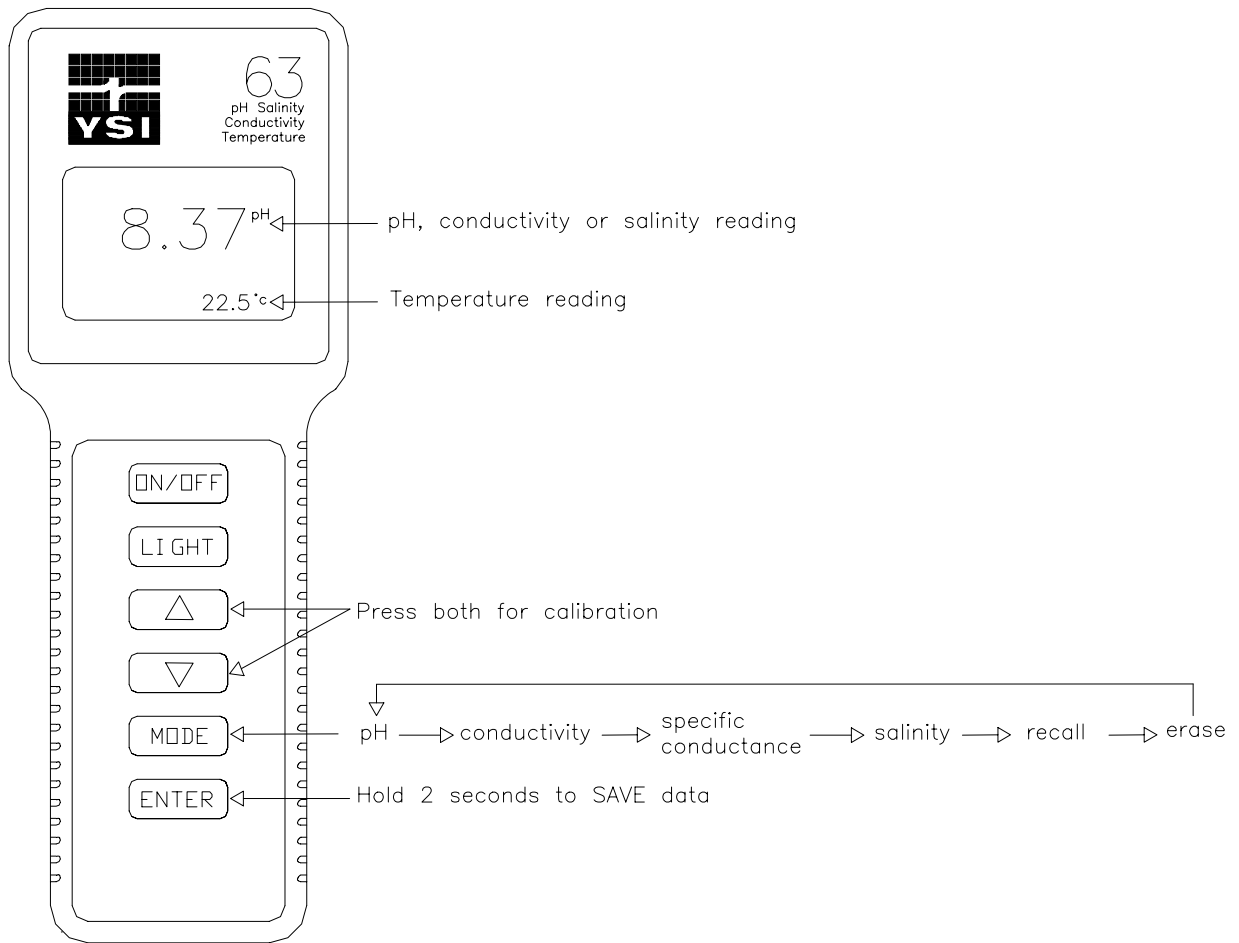 YSI
63
pH Salinity
Conductivity
Temperature
8.37 pH
22.5 °c
pH, conductivity or salinity reading
Temperature reading
ON/OFF
LIGHT
Press both for calibration
MODE
pH
conductivity
specific
conductance
salinity
recall
erase
ENTER
Hold 2 seconds to SAVE data